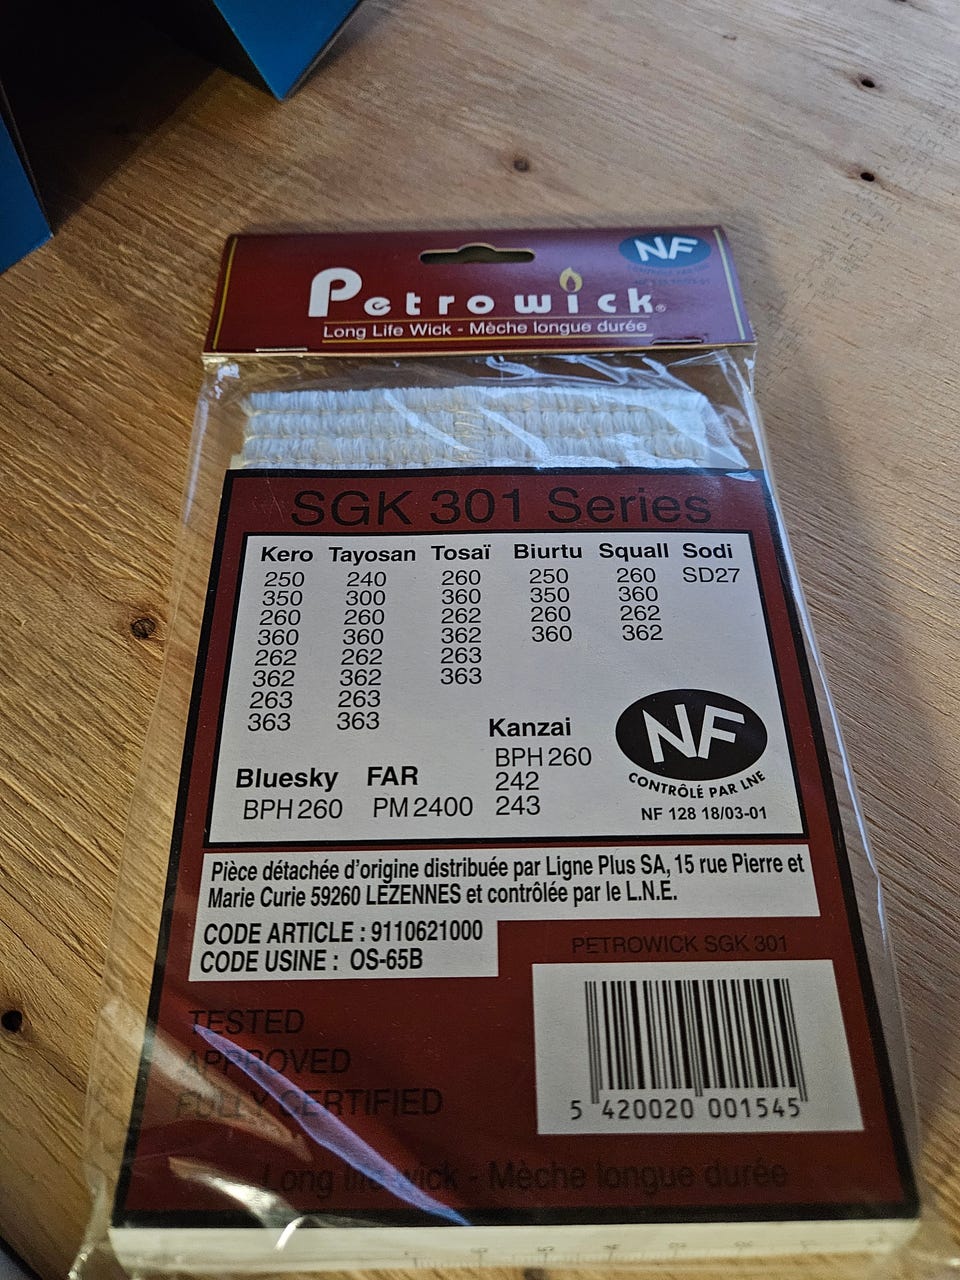 NF
Petrowick®
Long Life Wick - Mèche longue durée
SGK 301 Series
Kero Tayosan Tosaï Biurtu Squall Sodi
250 240 260 250 260 SD27
350 300 360 350 360
260 260 262 260 262
360 360 362 360 362
262 262 263
362 362 363
263 263
363 363
Kanzai
BPH 260
242
243
Bluesky FAR
BPH 260 PM 2400
NF
CONTRÔLÉ PAR LNE
NF 128 18/03-01
Pièce détachée d'origine distribuée par Ligne Plus SA, 15 rue Pierre et
Marie Curie 59260 LEZENNES et contrôlée par le L.N.E.
CODE ARTICLE : 9110621000
CODE USINE : OS-65B
PETROWICK SGK 301
TESTED
APPROVED
FULLY CERTIFIED
5 420020 001545
Long life wick - Mèche longue durée